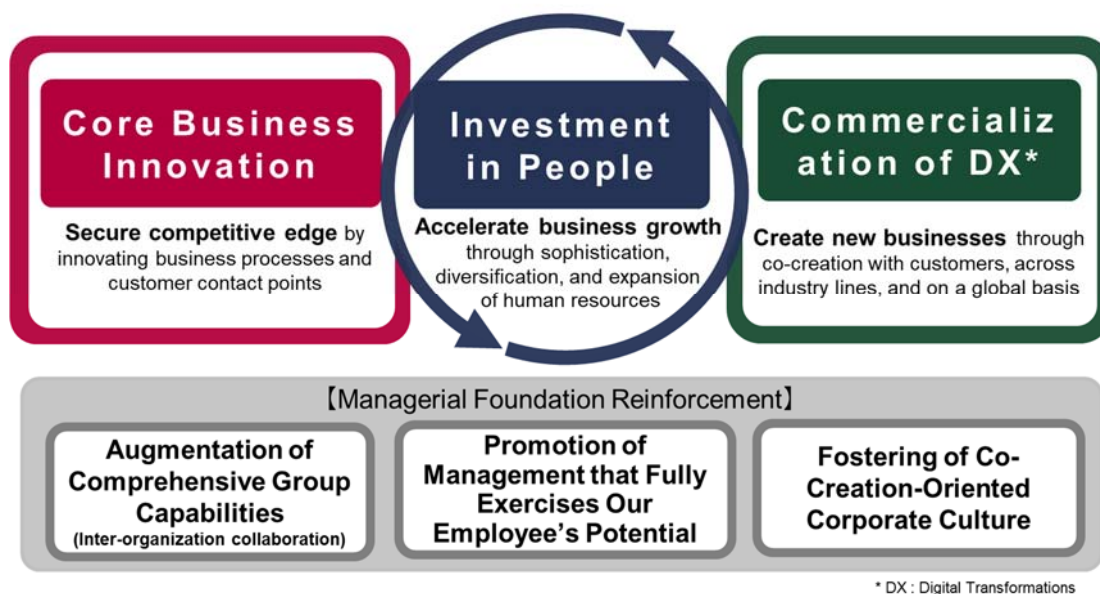 Core Business
Innovation
Secure competitive edge by
innovating business processes and
customer contact points
Investment
in People
Accelerate business growth
through sophistication,
diversification, and expansion
of human resources
Commercializ
ation of DX*
Create new businesses through
co-creation with customers, across
industry lines, and on a global basis
【Managerial Foundation Reinforcement】
Augmentation of
Comprehensive Group
Capabilities
(Inter-organization collaboration)
Promotion of
Management that Fully
Exercises Our
Employee's Potential
Fostering of Co-
Creation-Oriented
Corporate Culture
* DX : Digital Transformations